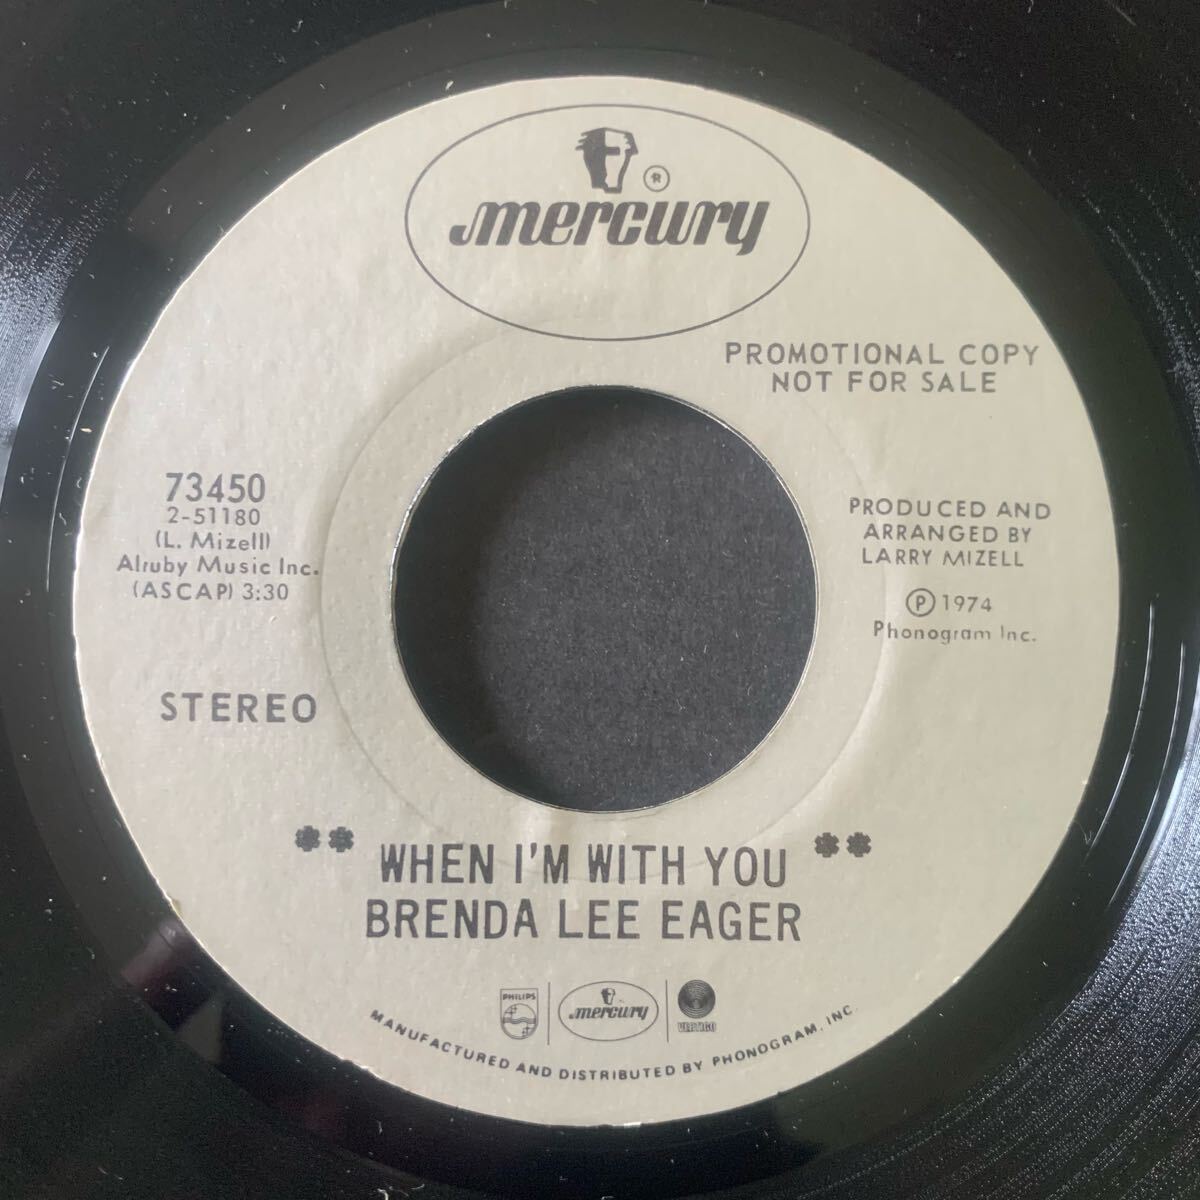 ®
mercury
PROMOTIONAL COPY
NOT FOR SALE
73450
2-51180
(L. Mizell)
Alruby Music Inc.
(ASCAP) 3:30
PRODUCED AND
ARRANGED BY
LARRY MIZELL
℗ 1974
Phonogram Inc.
STEREO
** WHEN I'M WITH YOU **
BRENDA LEE EAGER
PHILIPS
mercury
VERTIGO
MANUFACTURED AND DISTRIBUTED BY PHONOGRAM, INC.